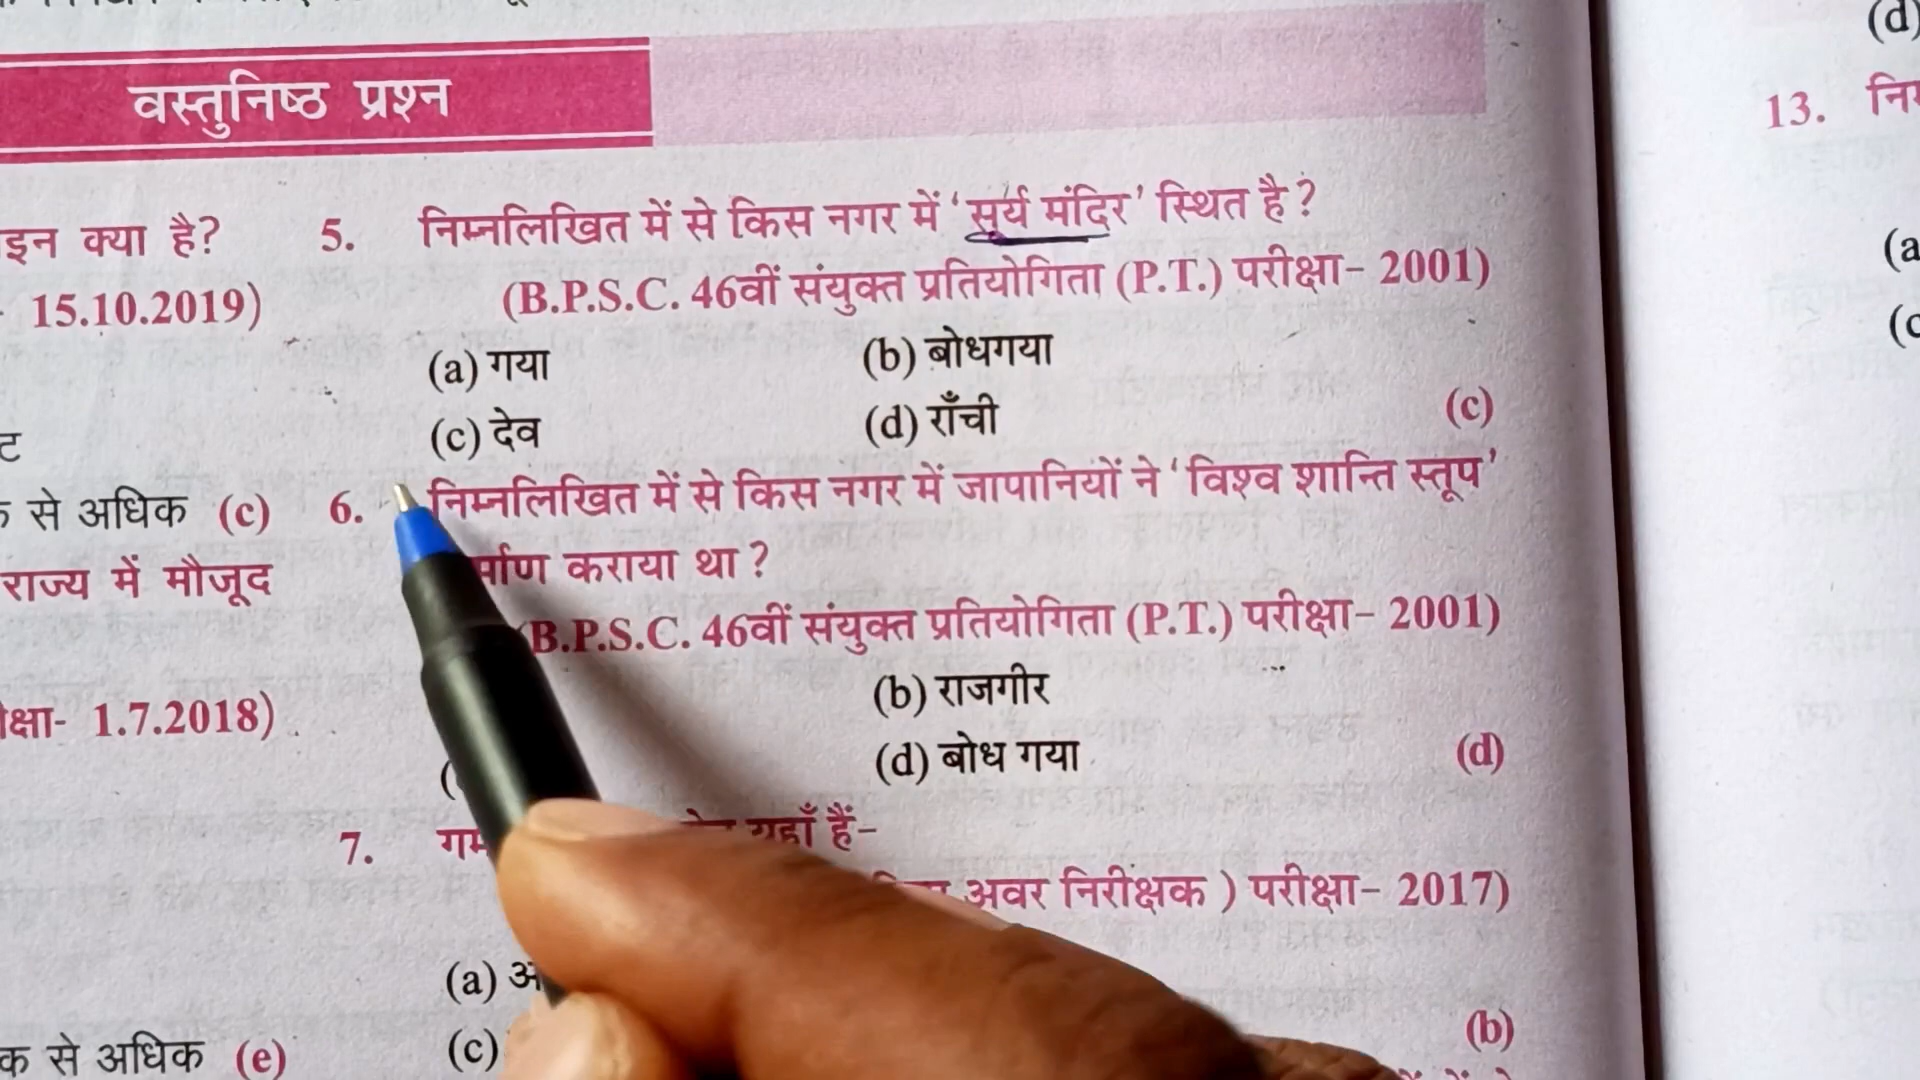 वस्तुनिष्ठ प्रश्न
इन क्या है?
15.10.2019)
ट
से अधिक (c)
राज्य में मौजूद
क्षा- 1.7.2018)
क से अधिक (e)
5. निम्नलिखित में से किस नगर में ‘सूर्य मंदिर’ स्थित है?
(B.P.S.C. 46वीं संयुक्त प्रतियोगिता (P.T.) परीक्षा- 2001)
(a) गया (b) बोधगया
(c) देव (d) राँची (c)
6. निम्नलिखित में से किस नगर में जापानियों ने ‘विश्व शान्ति स्तूप’
र्माण कराया था?
(B.P.S.C. 46वीं संयुक्त प्रतियोगिता (P.T.) परीक्षा- 2001)
(b) राजगीर
(d) बोध गया (d)
7. यहाँ हैं-
अवर निरीक्षक) परीक्षा- 2017)
(a)
(c) (b)
(d)
13.
(a
(c